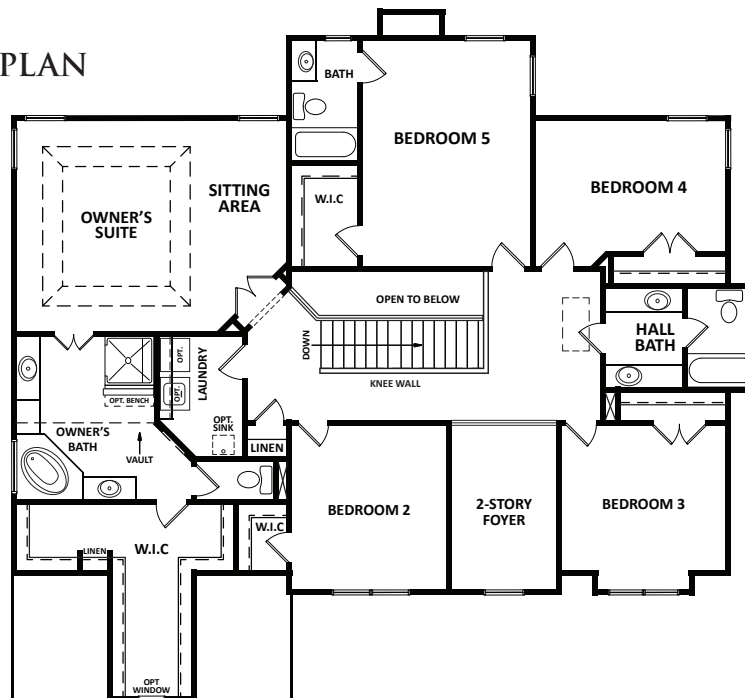 PLAN
BATH
BEDROOM 5
BEDROOM 4
SITTING
AREA
OWNER'S
SUITE
W.I.C
OPEN TO BELOW
DOWN
KNEE WALL
HALL
BATH
OPT.
LAUNDRY
OPT. BENCH
OPT.
SINK
OWNER'S
BATH
VAULT
LINEN
BEDROOM 2
2-STORY
FOYER
BEDROOM 3
W.I.C
LINEN
W.I.C
OPT
WINDOW